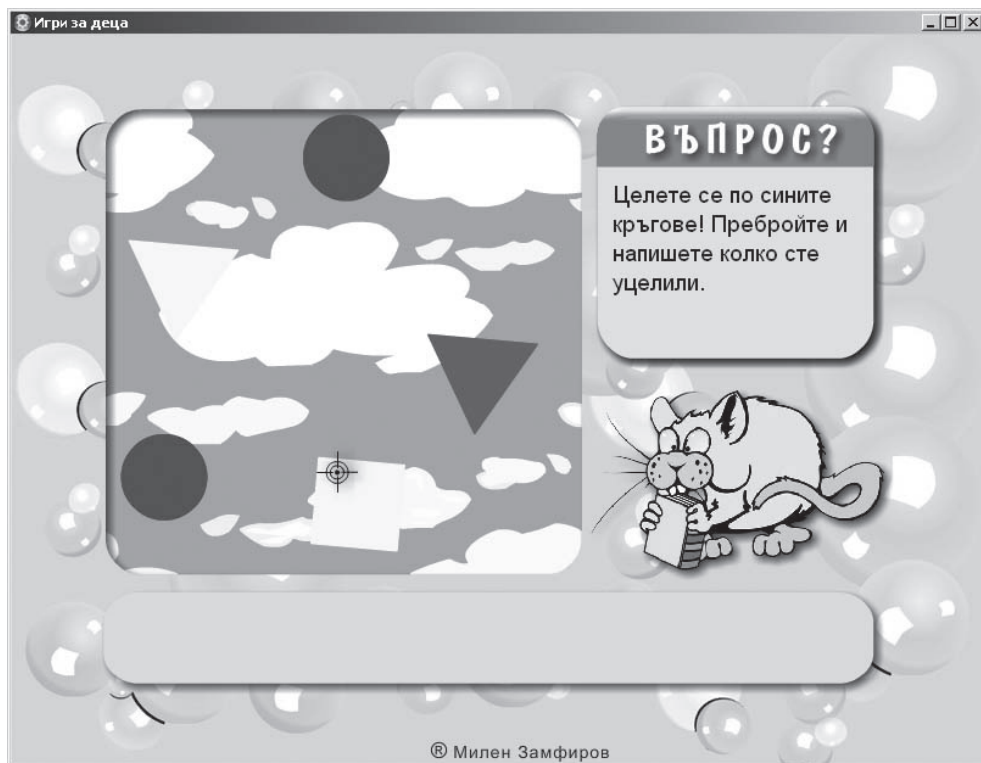 Игри за деца
ВЪПРОС?
Целете се по сините
кръгове! Пребройте и
напишете колко сте
уцелили.
® Милен Замфиров